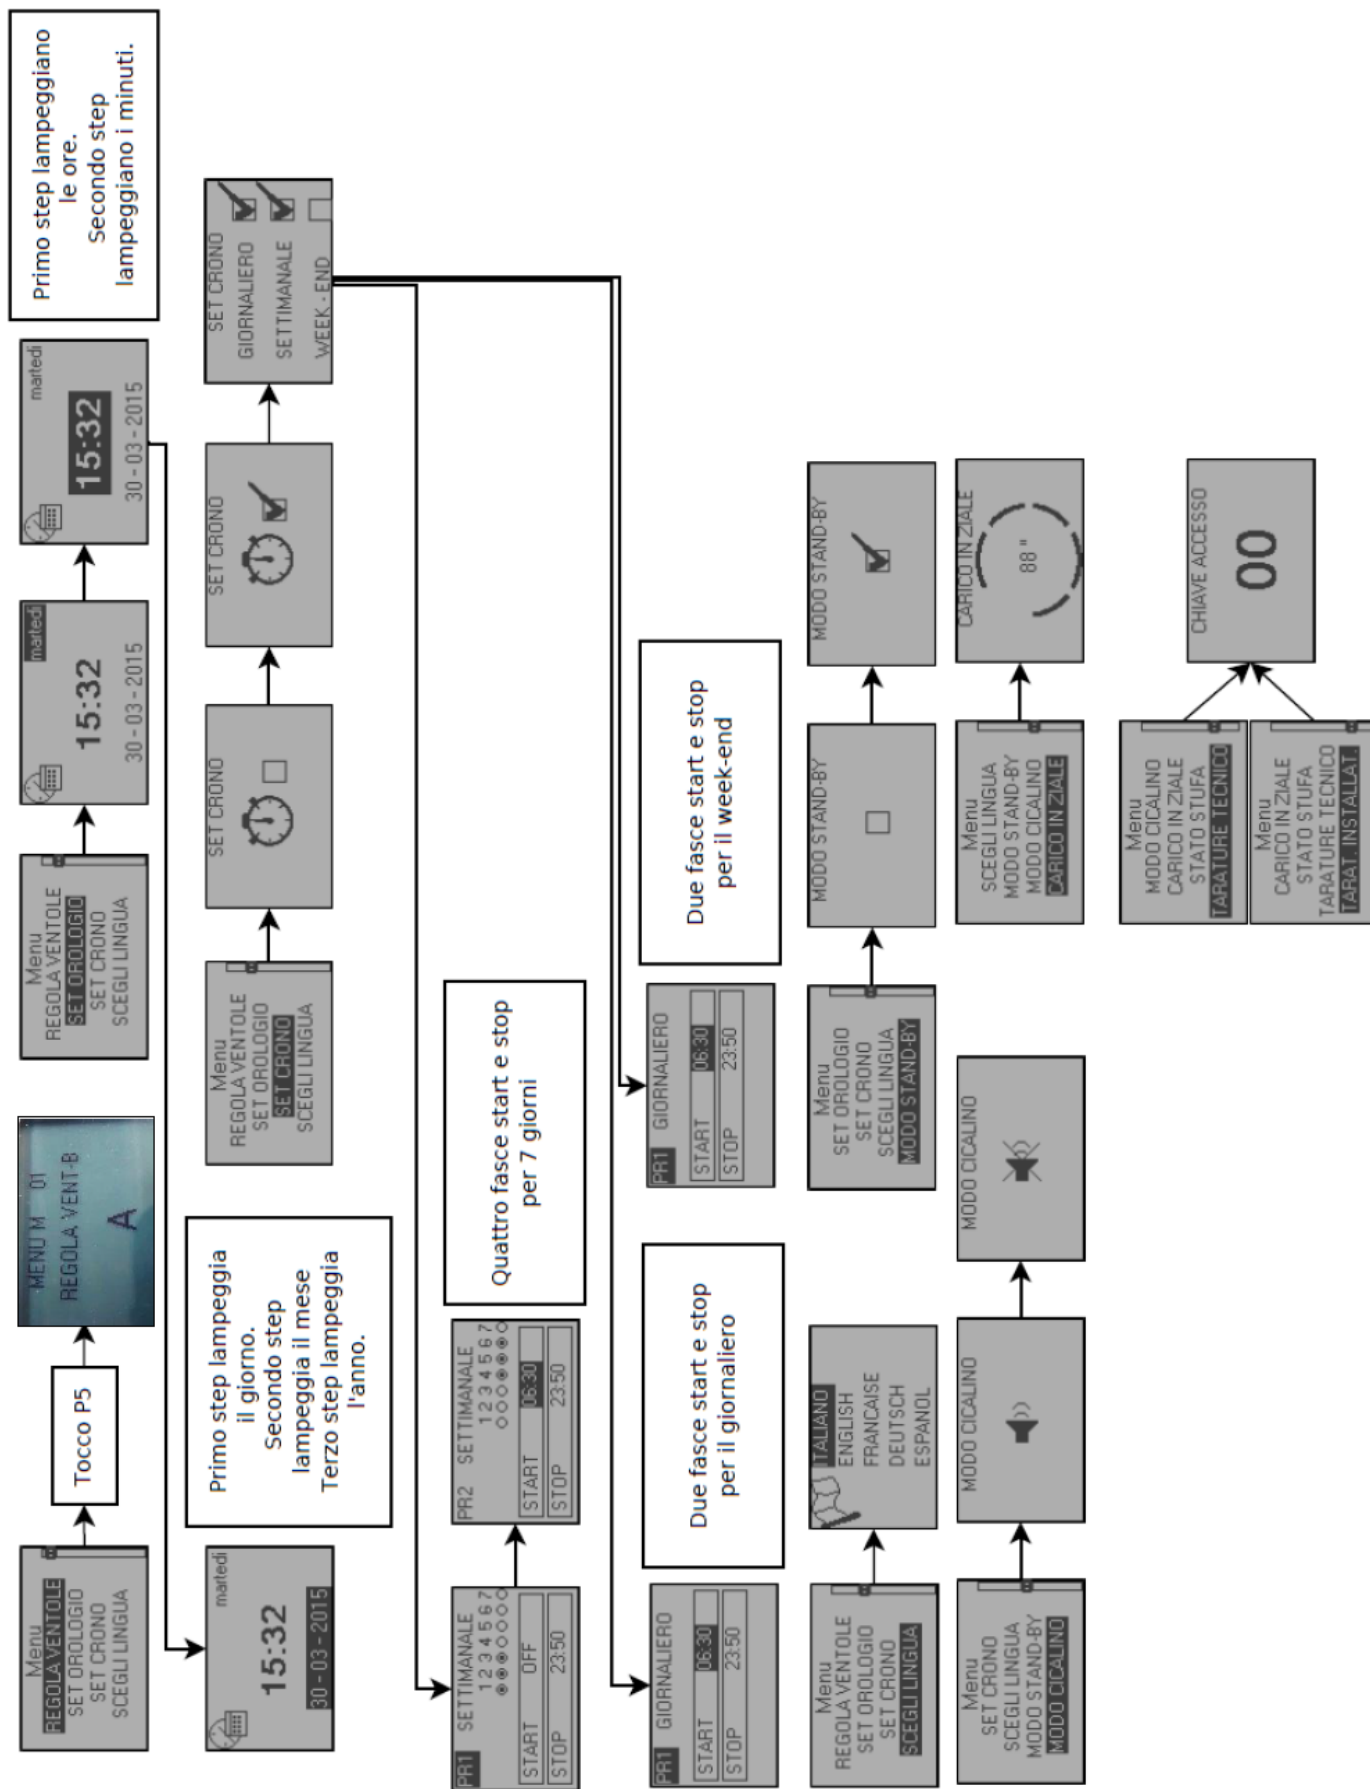 Menu
REGOLA VENTOLE
SET OROLOGIO
SET CRONO
SCEGLI LINGUA
Tocco P5
MENU M 01
REGOLA VENT-B
A
Menu
REGOLA VENTOLE
SET OROLOGIO
SET CRONO
SCEGLI LINGUA
martedi
15:32
30 - 03 - 2015
martedi
15:32
30 - 03 - 2015
Primo step lampeggiano
le ore.
Secondo step
lampeggiano i minuti.
martedi
15:32
30 - 03 - 2015
Primo step lampeggia
il giorno.
Secondo step
lampeggia il mese
Terzo step lampeggia
l'anno.
Menu
REGOLA VENTOLE
SET OROLOGIO
SET CRONO
SCEGLI LINGUA
SET CRONO
SET CRONO
SET CRONO
GIORNALIERO
SETTIMANALE
WEEK - END
PR1 SETTIMANALE
1 2 3 4 5 6 7
START OFF
STOP 23:50
PR2 SETTIMANALE
1 2 3 4 5 6 7
START 06:30
STOP 23:50
Quattro fasce start e stop
per 7 giorni
PR1 GIORNALIERO
START 06:30
STOP 23:50
Due fasce start e stop
per il giornaliero
PR1 GIORNALIERO
START 06:30
STOP 23:50
Due fasce start e stop
per il week-end
Menu
REGOLA VENTOLE
SET OROLOGIO
SET CRONO
SCEGLI LINGUA
ITALIANO
ENGLISH
FRANCAISE
DEUTSCH
ESPANOL
Menu
SET OROLOGIO
SET CRONO
SCEGLI LINGUA
MODO STAND-BY
MODO STAND-BY
MODO STAND-BY
Menu
SET CRONO
SCEGLI LINGUA
MODO STAND-BY
MODO CICALINO
MODO CICALINO
MODO CICALINO
Menu
SCEGLI LINGUA
MODO STAND-BY
MODO CICALINO
CARICO IN ZIALE
CARICO IN ZIALE
88 "
Menu
MODO CICALINO
CARICO IN ZIALE
STATO STUFA
TARATURE TECNICO
Menu
CARICO IN ZIALE
STATO STUFA
TARATURE TECNICO
TARAT. INSTALLAT.
CHIAVE ACCESSO
00